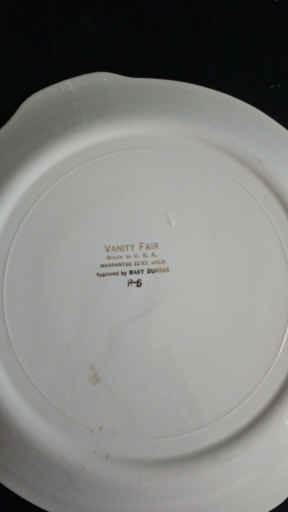 VANITY FAIR
MADE IN U. S. A.
WARRANTED 22 KT. GOLD
Approved by MARY DUNBAR
P-6